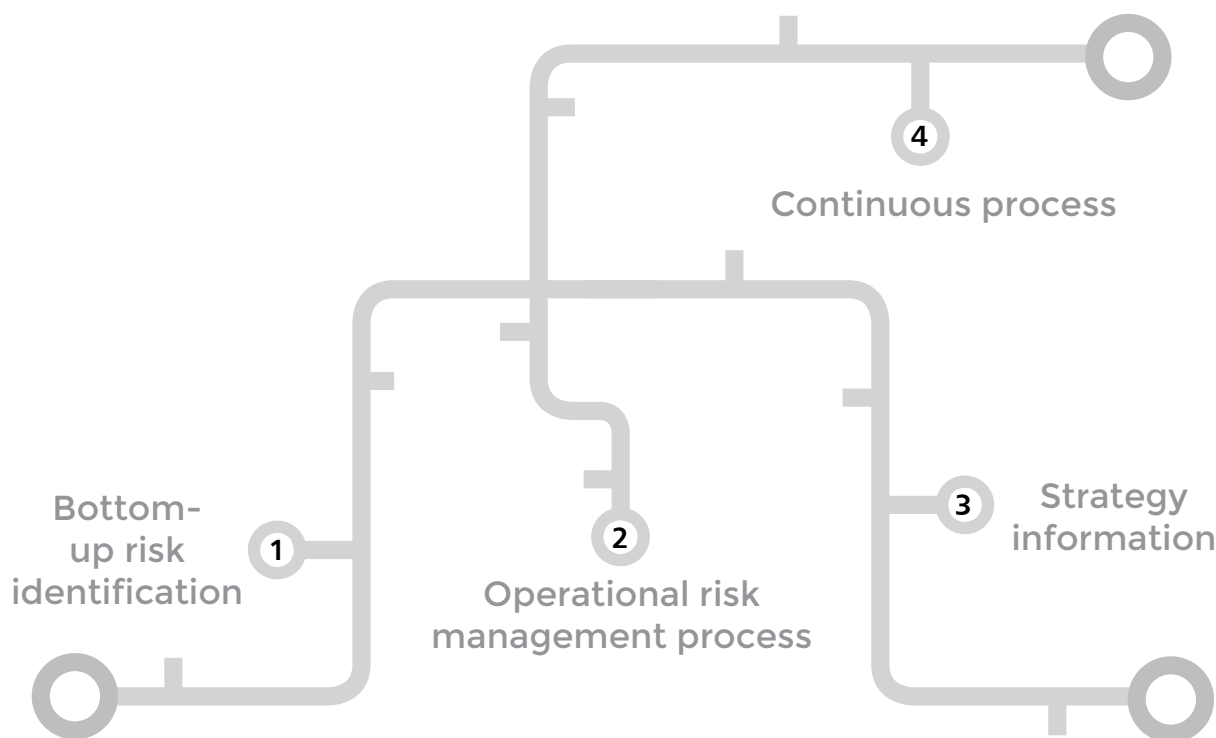 4
Continuous process
Bottom-
up risk
identification
1
2
Operational risk
management process
3
Strategy
information